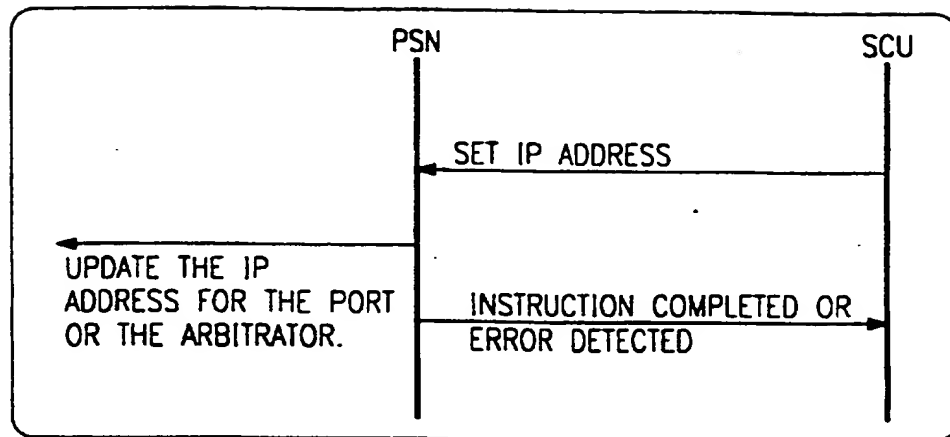 PSN
SCU
SET IP ADDRESS
UPDATE THE IP
ADDRESS FOR THE PORT
OR THE ARBITRATOR.
INSTRUCTION COMPLETED OR
ERROR DETECTED